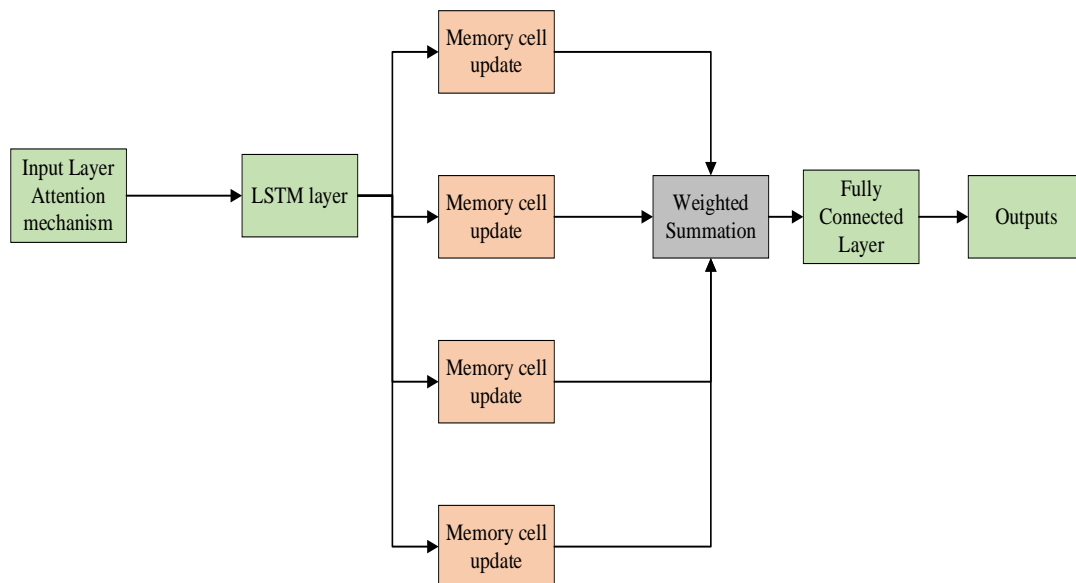 Input Layer
Attention
mechanism
LSTM layer
Memory cell
update
Memory cell
update
Memory cell
update
Memory cell
update
Weighted
Summation
Fully
Connected
Layer
Outputs